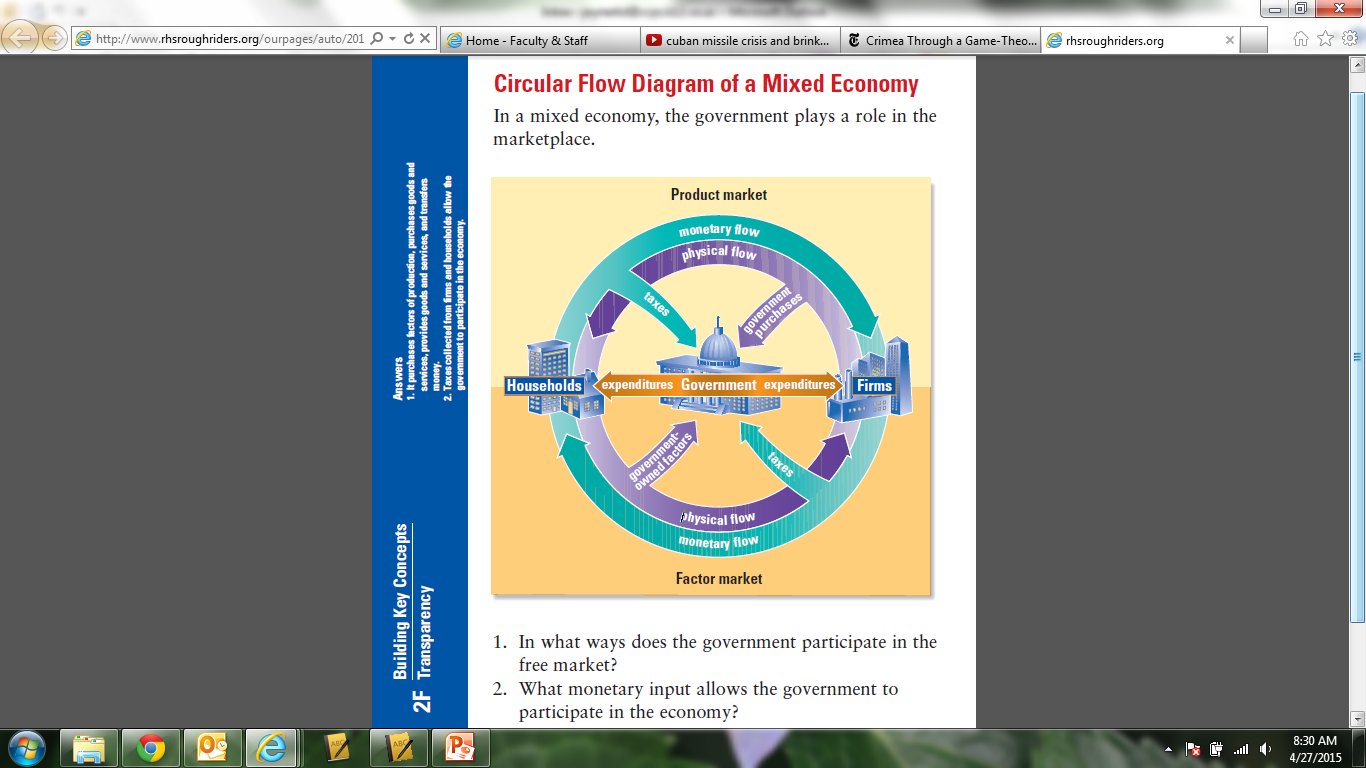 http://www.rhsroughriders.org/ourpages/auto/201
Home - Faculty & Staff
cuban missile crisis and brink...
Crimea Through a Game-Theo...
rhsroughriders.org
Circular Flow Diagram of a Mixed Economy
In a mixed economy, the government plays a role in the
marketplace.
Product market
monetary flow
physical flow
taxes
government
purchases
Households
expenditures Government expenditures
Firms
government-
owned factors
taxes
physical flow
monetary flow
Factor market
1. In what ways does the government participate in the
free market?
2. What monetary input allows the government to
participate in the economy?
Answers
1. It purchases factors of production, purchases goods and
services, provides goods and services, and transfers
money.
2. Taxes collected from firms and households allow the
government to participate in the economy.
Building Key Concepts
2F Transparency
8:30 AM
4/27/2015